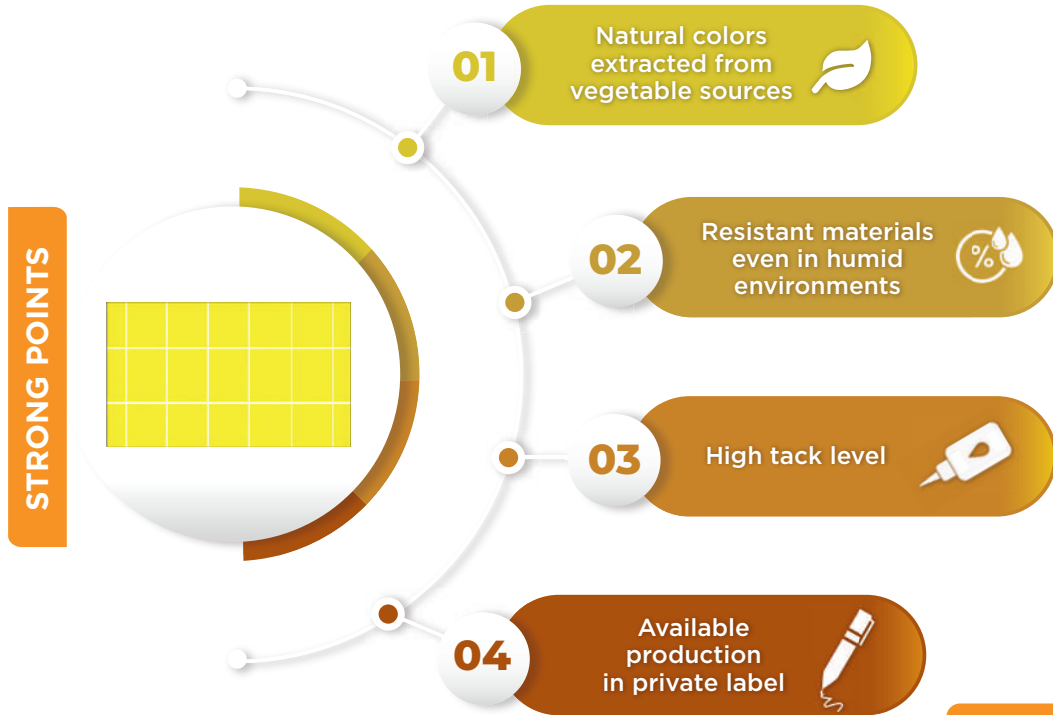 STRONG POINTS
01
Natural colors
extracted from
vegetable sources
02
Resistant materials
even in humid
environments
%
03
High tack level
04
Available
production
in private label